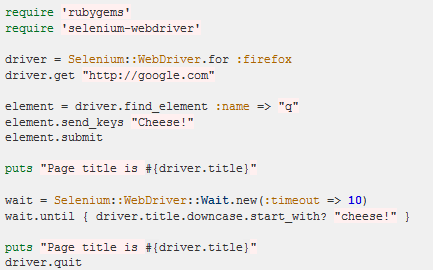 require 'rubygems'
require 'selenium-webdriver'

driver = Selenium::WebDriver.for :firefox
driver.get "http://google.com"

element = driver.find_element :name => "q"
element.send_keys "Cheese!"
element.submit

puts "Page title is #{driver.title}"

wait = Selenium::WebDriver::Wait.new(:timeout => 10)
wait.until { driver.title.downcase.start_with? "cheese!" }

puts "Page title is #{driver.title}"
driver.quit